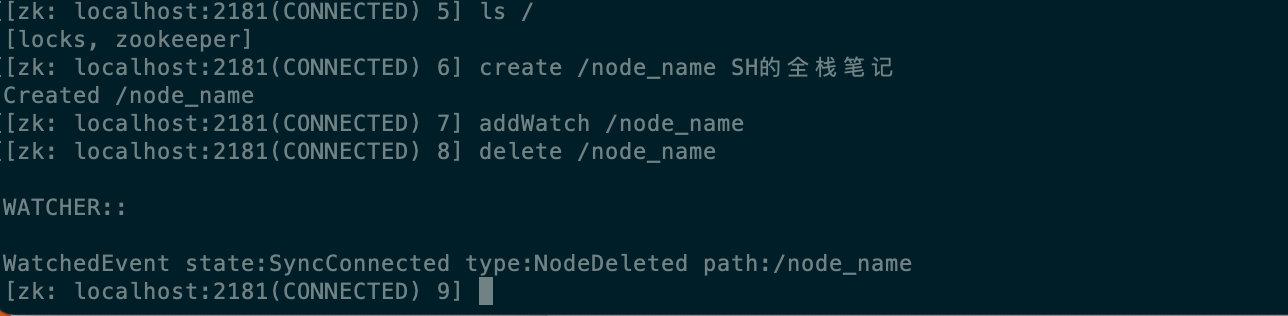 [[zk: localhost:2181(CONNECTED) 5] ls /
[locks, zookeeper]
[[zk: localhost:2181(CONNECTED) 6] create /node_name SH的全栈笔记
Created /node_name
[[zk: localhost:2181(CONNECTED) 7] addWatch /node_name
[[zk: localhost:2181(CONNECTED) 8] delete /node_name
WATCHER::
WatchedEvent state:SyncConnected type:NodeDeleted path:/node_name
[zk: localhost:2181(CONNECTED) 9]